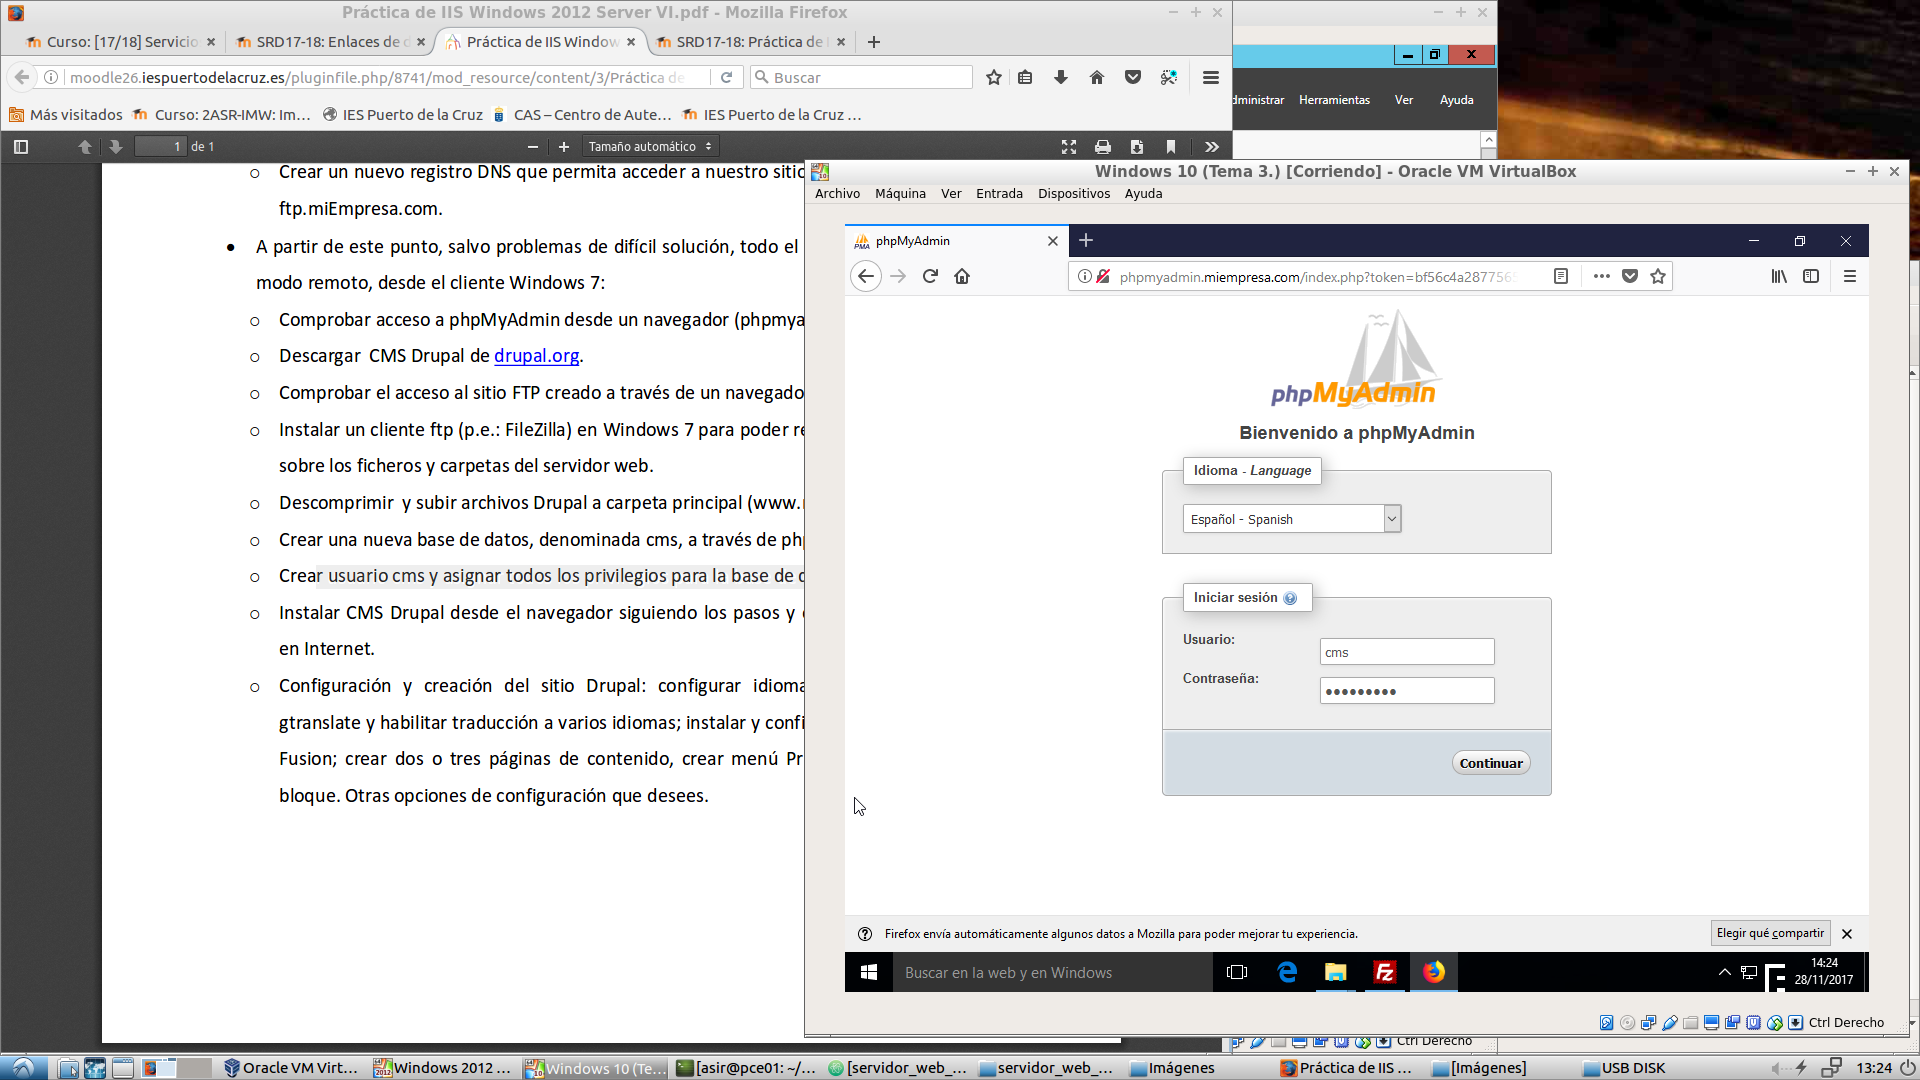 Práctica de IIS Windows 2012 Server VI.pdf - Mozilla Firefox
Curso: [17/18] Servicio
SRD17-18: Enlaces de d
Práctica de IIS Window
SRD17-18: Práctica de
moodle26.iespuertodelacruz.es/pluginfile.php/8741/mod_resource/content/3/Práctica de
Buscar
Más visitados
Curso: 2ASR-IMW: Im...
IES Puerto de la Cruz
CAS – Centro de Aute...
IES Puerto de la Cruz ...
1 de 1
Tamaño automático
dministrar Herramientas Ver Ayuda
Crear un nuevo registro DNS que permita acceder a nuestro sitio
ftp.miEmpresa.com.
A partir de este punto, salvo problemas de difícil solución, todo el
modo remoto, desde el cliente Windows 7:
Comprobar acceso a phpMyAdmin desde un navegador (phpmya
Descargar CMS Drupal de drupal.org.
Comprobar el acceso al sitio FTP creado a través de un navegado
Instalar un cliente ftp (p.e.: FileZilla) en Windows 7 para poder re
sobre los ficheros y carpetas del servidor web.
Descomprimir y subir archivos Drupal a carpeta principal (www.
Crear una nueva base de datos, denominada cms, a través de php
Crear usuario cms y asignar todos los privilegios para la base de d
Instalar CMS Drupal desde el navegador siguiendo los pasos y
en Internet.
Configuración y creación del sitio Drupal: configurar idioma
gtranslate y habilitar traducción a varios idiomas; instalar y confi
Fusion; crear dos o tres páginas de contenido, crear menú Pr
bloque. Otras opciones de configuración que desees.
Windows 10 (Tema 3.) [Corriendo] - Oracle VM VirtualBox
Archivo Máquina Ver Entrada Dispositivos Ayuda
PMA phpMyAdmin
phpmyadmin.miempresa.com/index.php?token=bf56c4a287756
phpMyAdmin
Bienvenido a phpMyAdmin
Idioma - Language
Español - Spanish
Iniciar sesión
Usuario:
cms
Contraseña:
Continuar
Firefox envía automáticamente algunos datos a Mozilla para poder mejorar tu experiencia.
Elegir qué compartir
Buscar en la web y en Windows
14:24
28/11/2017
Ctrl Derecho
Ctrl Derecho
Oracle VM Virt...
Windows 2012 ...
Windows 10 (Te...
[asir@pce01: ~/...
[servidor_web_...
servidor_web_...
Imágenes
Práctica de IIS ...
[Imágenes]
USB DISK
13:24